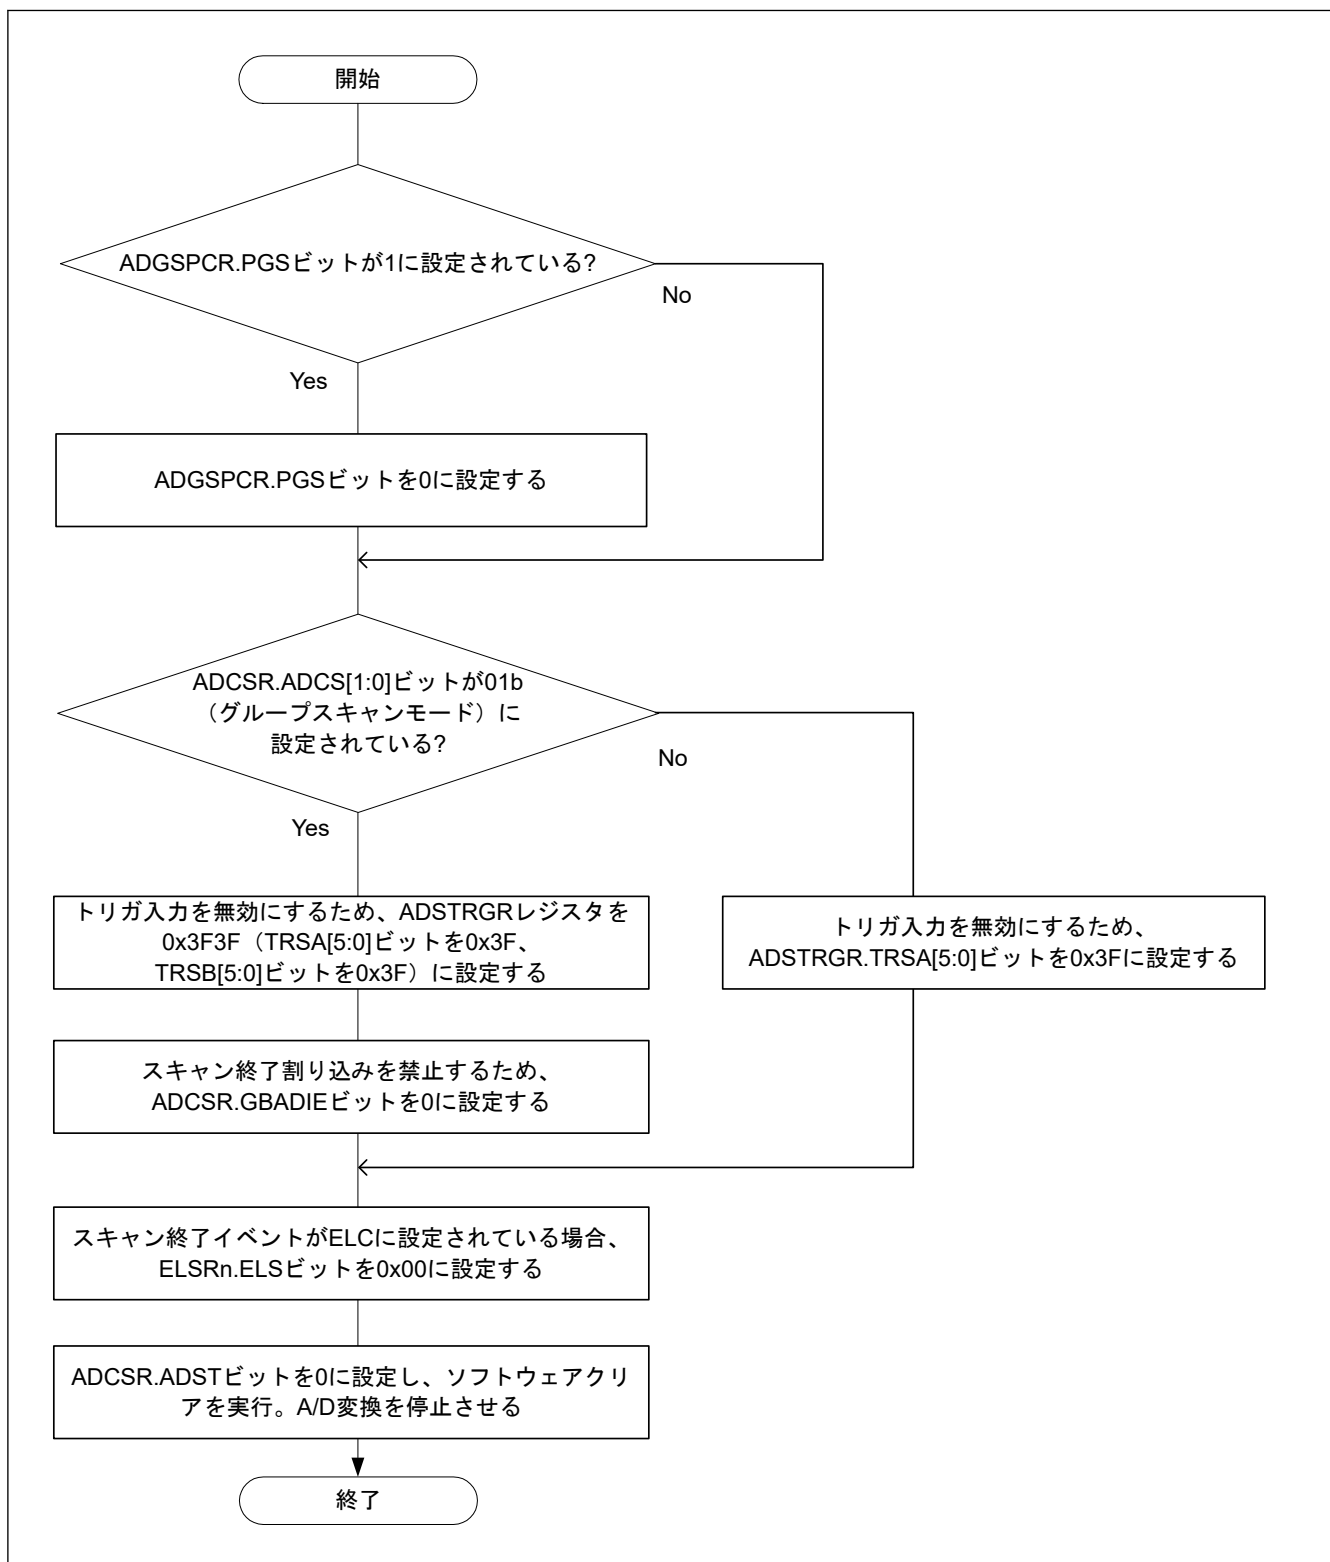 開始
ADGSPCR.PGSビットが1に設定されている?
No
Yes
ADGSPCR.PGSビットを0に設定する
ADCSR.ADCS[1:0]ビットが01b
（グループスキャンモード）に
設定されている?
No
Yes
トリガ入力を無効にするため、ADSTRGRレジスタを
0x3F3F（TRSA[5:0]ビットを0x3F、
TRSB[5:0]ビットを0x3F）に設定する
トリガ入力を無効にするため、
ADSTRGR.TRSA[5:0]ビットを0x3Fに設定する
スキャン終了割り込みを禁止するため、
ADCSR.GBADIEビットを0に設定する
スキャン終了イベントがELCに設定されている場合、
ELSRn.ELSビットを0x00に設定する
ADCSR.ADSTビットを0に設定し、ソフトウェアクリ
アを実行。A/D変換を停止させる
終了